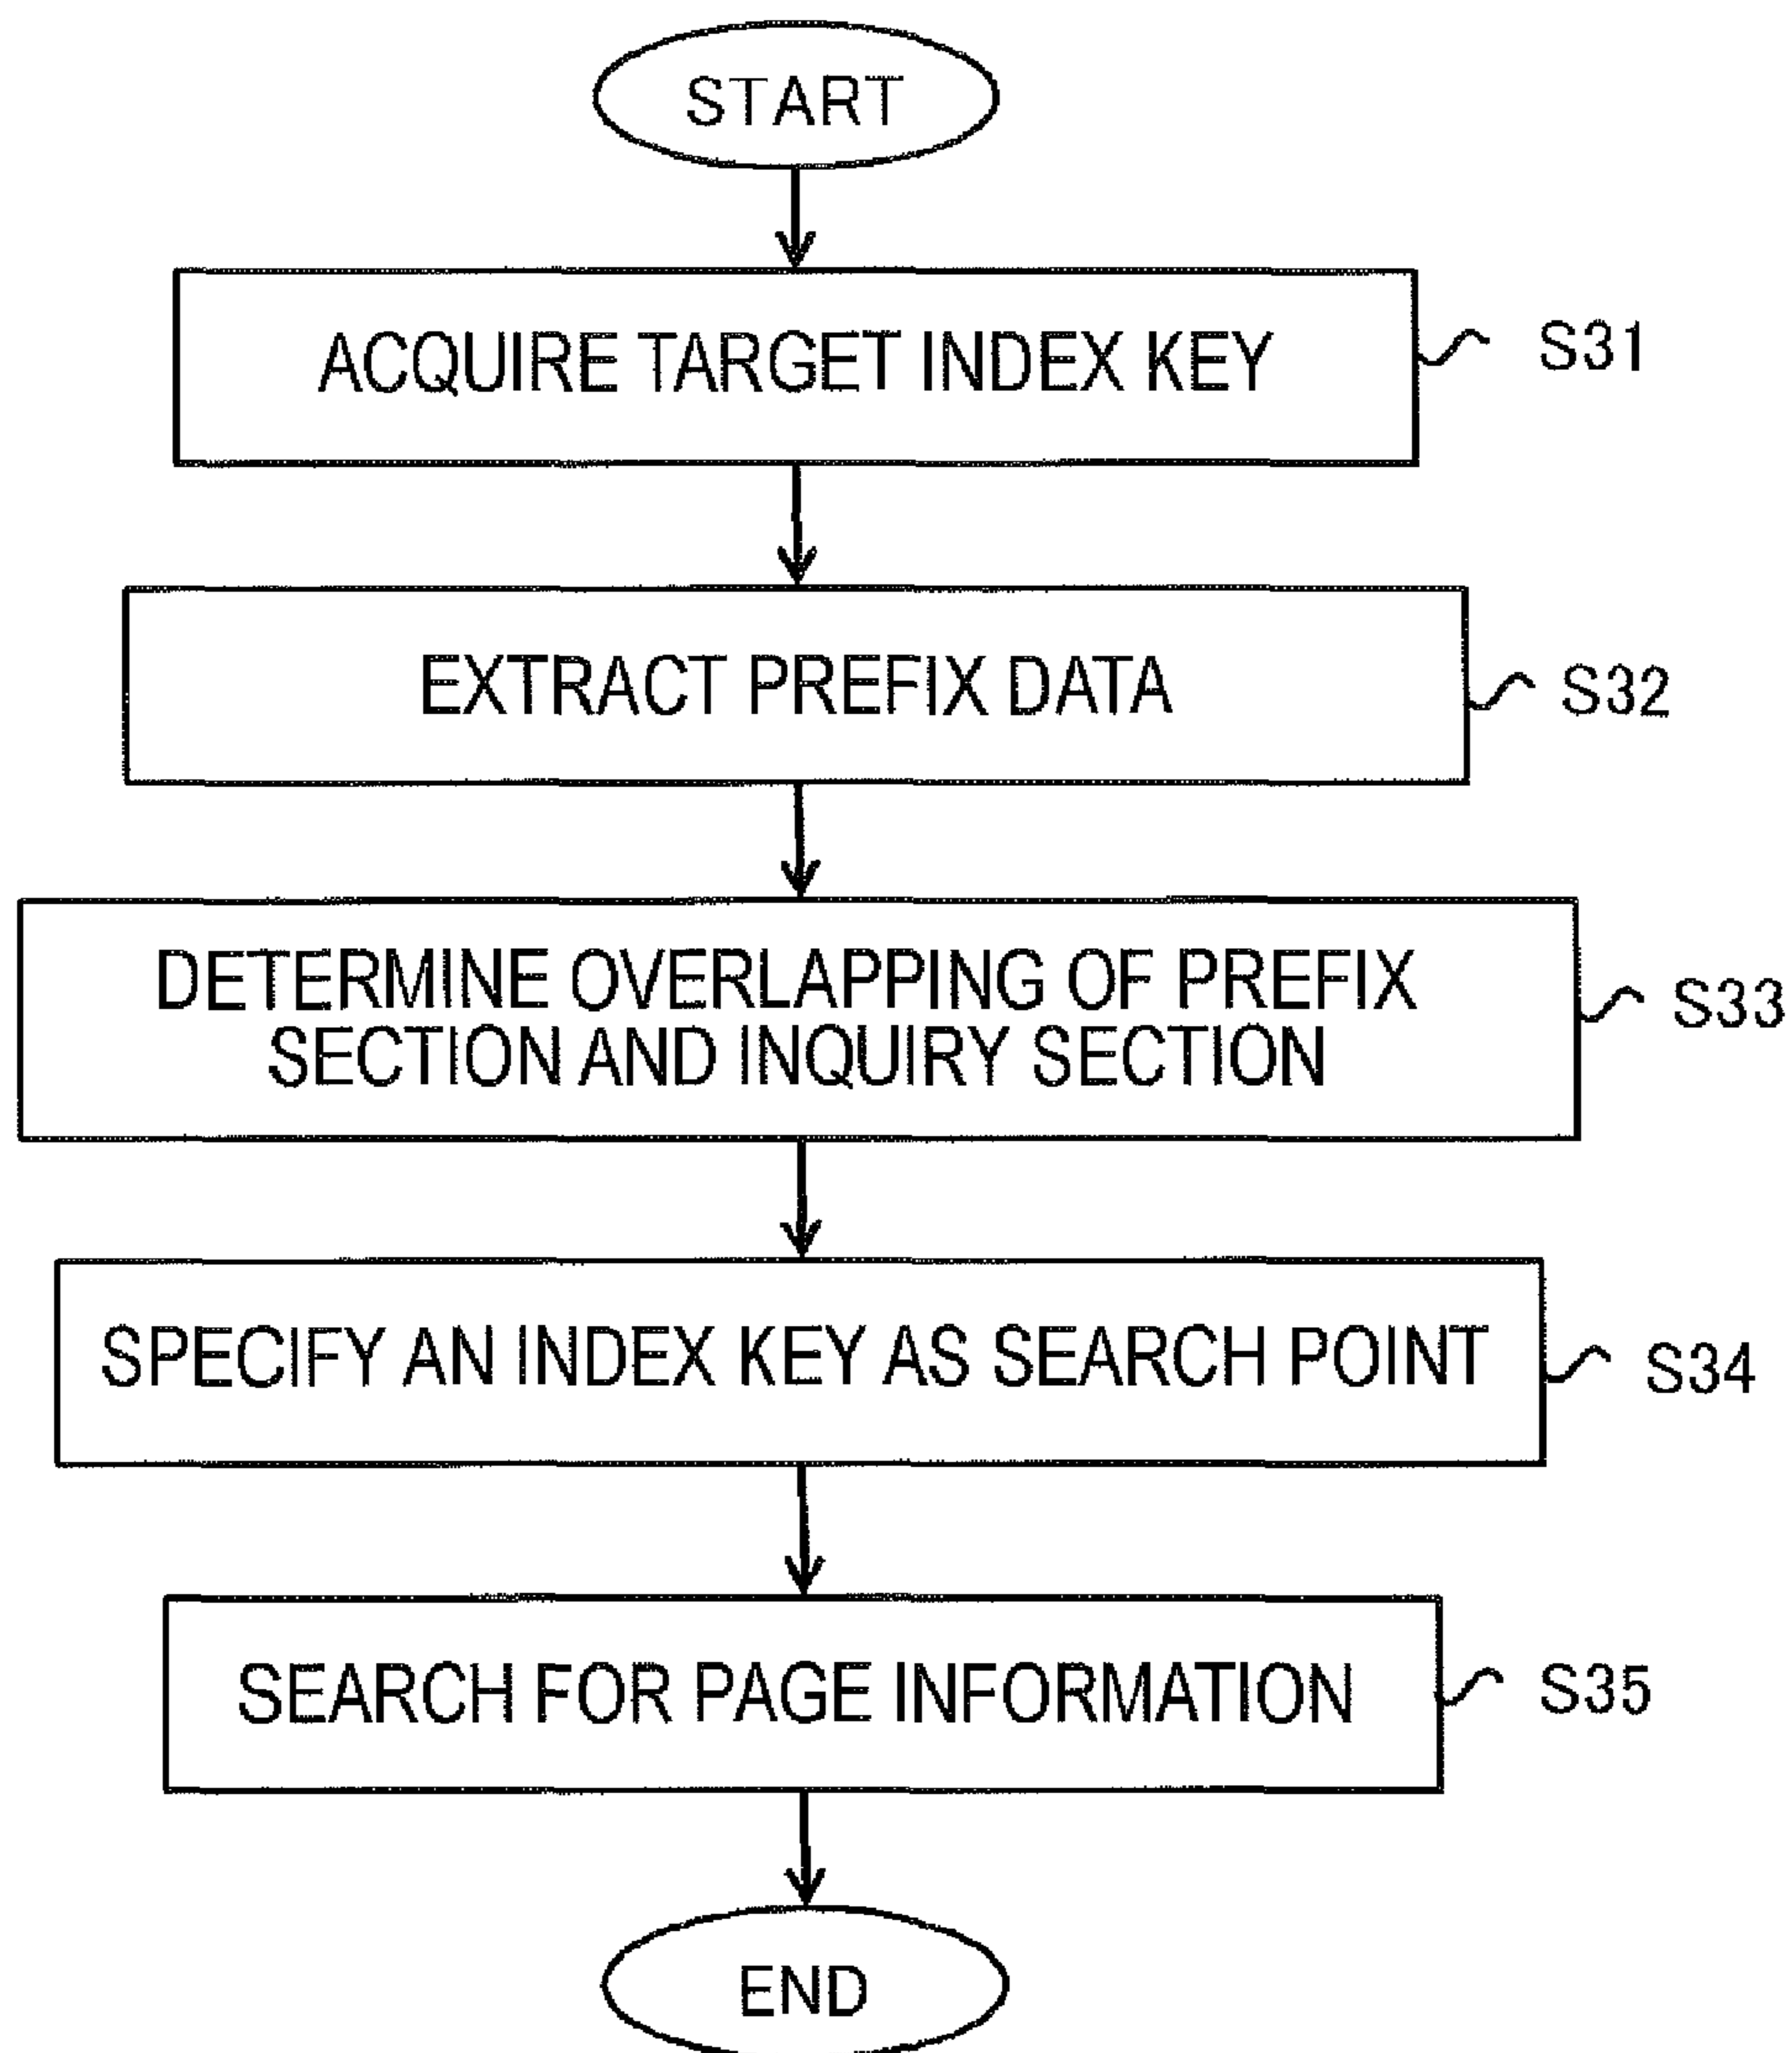 START
ACQUIRE TARGET INDEX KEY
S31
EXTRACT PREFIX DATA
S32
DETERMINE OVERLAPPING OF PREFIX
SECTION AND INQUIRY SECTION
S33
SPECIFY AN INDEX KEY AS SEARCH POINT
S34
SEARCH FOR PAGE INFORMATION
S35
END